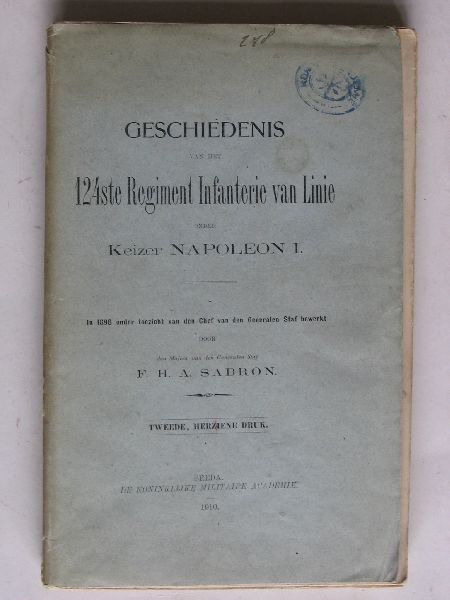 248
GESCHIEDENIS
VAN HET
124ste Regiment Infanterie van Linie
ONDER
Keizer NAPOLEON I.
In 1898 onder toezicht van den Chef van den Generalen Staf bewerkt
DOOR
den Majoor van den Generalen Staf
F. H. A. SABRON.
TWEEDE, HERZIENE DRUK.
BREDA.
DE KONINKLIJKE MILITAIRE ACADEMIE.
1910.